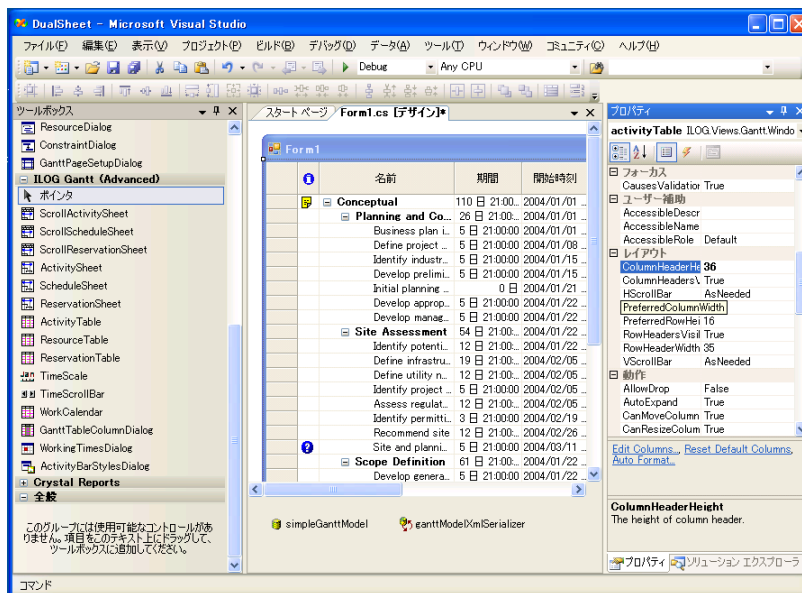 DualSheet - Microsoft Visual Studio
ファイル(F) 編集(E) 表示(V) プロジェクト(P) ビルド(B) デバッグ(D) データ(A) ツール(T) ウィンドウ(W) コミュニティ(C) ヘルプ(H)
Debug Any CPU
ツールボックス
ResourceDialog
ConstraintDialog
GanttPageSetupDialog
ILOG Gantt (Advanced)
ポインタ
ScrollActivitySheet
ScrollScheduleSheet
ScrollReservationSheet
ActivitySheet
ScheduleSheet
ReservationSheet
ActivityTable
ResourceTable
ReservationTable
TimeScale
TimeScrollBar
WorkCalendar
GanttTableColumnDialog
WorkingTimesDialog
ActivityBarStylesDialog
Crystal Reports
全般
このグループには使用可能なコントロールがあ
りません。項目をこのテキスト上にドラッグして、
ツールボックスに追加してください。
スタート ページ Form1.cs [デザイン]*
Form1
名前 期間 開始時刻
Conceptual 110 日 21:00... 2004/01/01 ...
Planning and Co... 26 日 21:00:... 2004/01/01 ...
Business plan i... 5 日 21:00:00 2004/01/01 ...
Define project ... 5 日 21:00:00 2004/01/08 ...
Identify industr... 5 日 21:00:00 2004/01/15 ...
Develop prelimi... 5 日 21:00:00 2004/01/15 ...
Initial planning ... 0 日 2004/01/21 ...
Develop approp... 5 日 21:00:00 2004/01/22 ...
Develop manag... 5 日 21:00:00 2004/01/22 ...
Site Assessment 54 日 21:00:... 2004/01/22 ...
Identify potenti... 12 日 21:00:... 2004/01/22 ...
Define infrastru... 19 日 21:00:... 2004/02/05 ...
Define utility n... 12 日 21:00:... 2004/02/05 ...
Identify project ... 5 日 21:00:00 2004/02/05 ...
Assess regulat... 12 日 21:00:... 2004/02/05 ...
Identify permitti... 3 日 21:00:00 2004/02/19 ...
Recommend site 12 日 21:00:... 2004/02/26 ...
Site and planni... 5 日 21:00:00 2004/03/11 ...
Scope Definition 61 日 21:00:... 2004/01/22 ...
Develop genera... 5 日 21:00:00 2004/01/22 ...
simpleGanttModel ganttModelXmlSerializer
プロパティ
activityTable ILOG.Views.Gantt.Windo
フォーカス
CausesValidation True
ユーザー補助
AccessibleDescr
AccessibleName
AccessibleRole Default
レイアウト
ColumnHeaderHe 36
ColumnHeadersV True
HScrollBar AsNeeded
PreferredColumnWidth
PreferredRowHei 16
RowHeadersVisil True
RowHeaderWidth 35
VScrollBar AsNeeded
動作
AllowDrop False
AutoExpand True
CanMoveColumn True
CanResizeColum True
Edit Columns..., Reset Default Columns,
Auto Format...
ColumnHeaderHeight
The height of column header.
プロパティ ソリューション エクスプローラ
コマンド